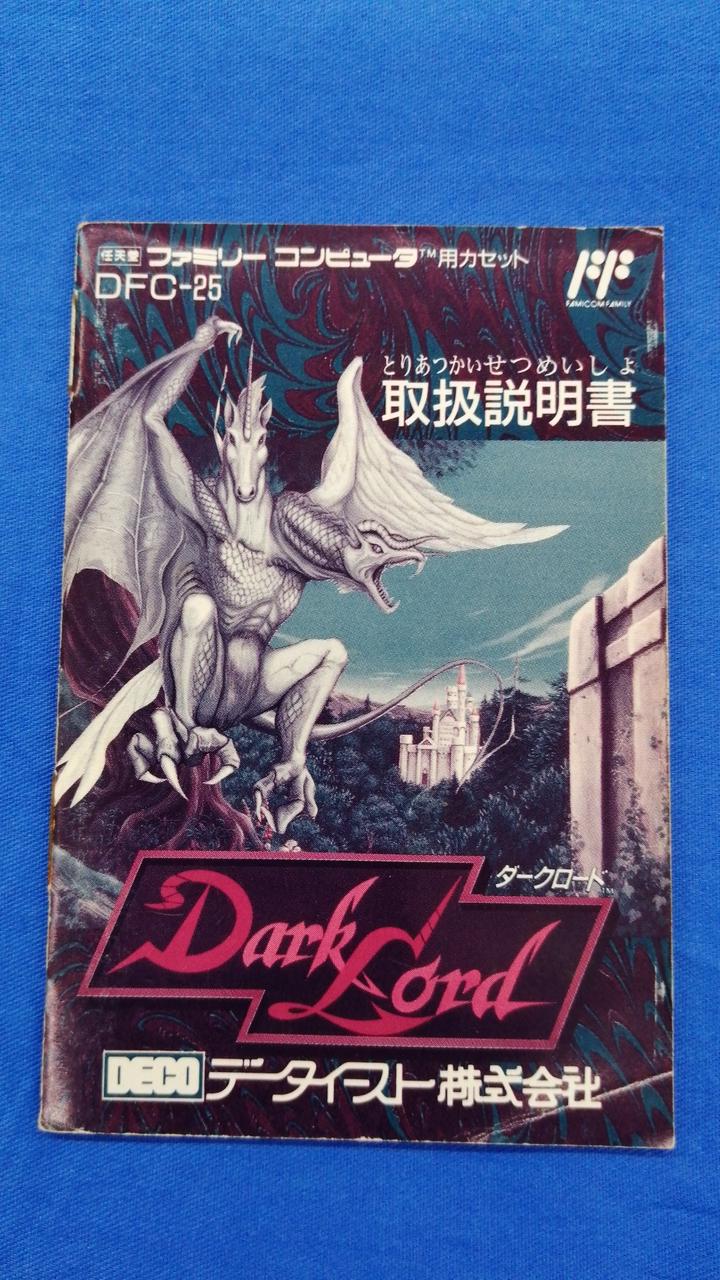 任天堂 ファミリー コンピュータ™用カセット
DFC-25
FAMICOM FAMILY
とりあつかいせつめいしょ
取扱説明書
ダークロード™
Dark Lord
DECO データイースト株式会社